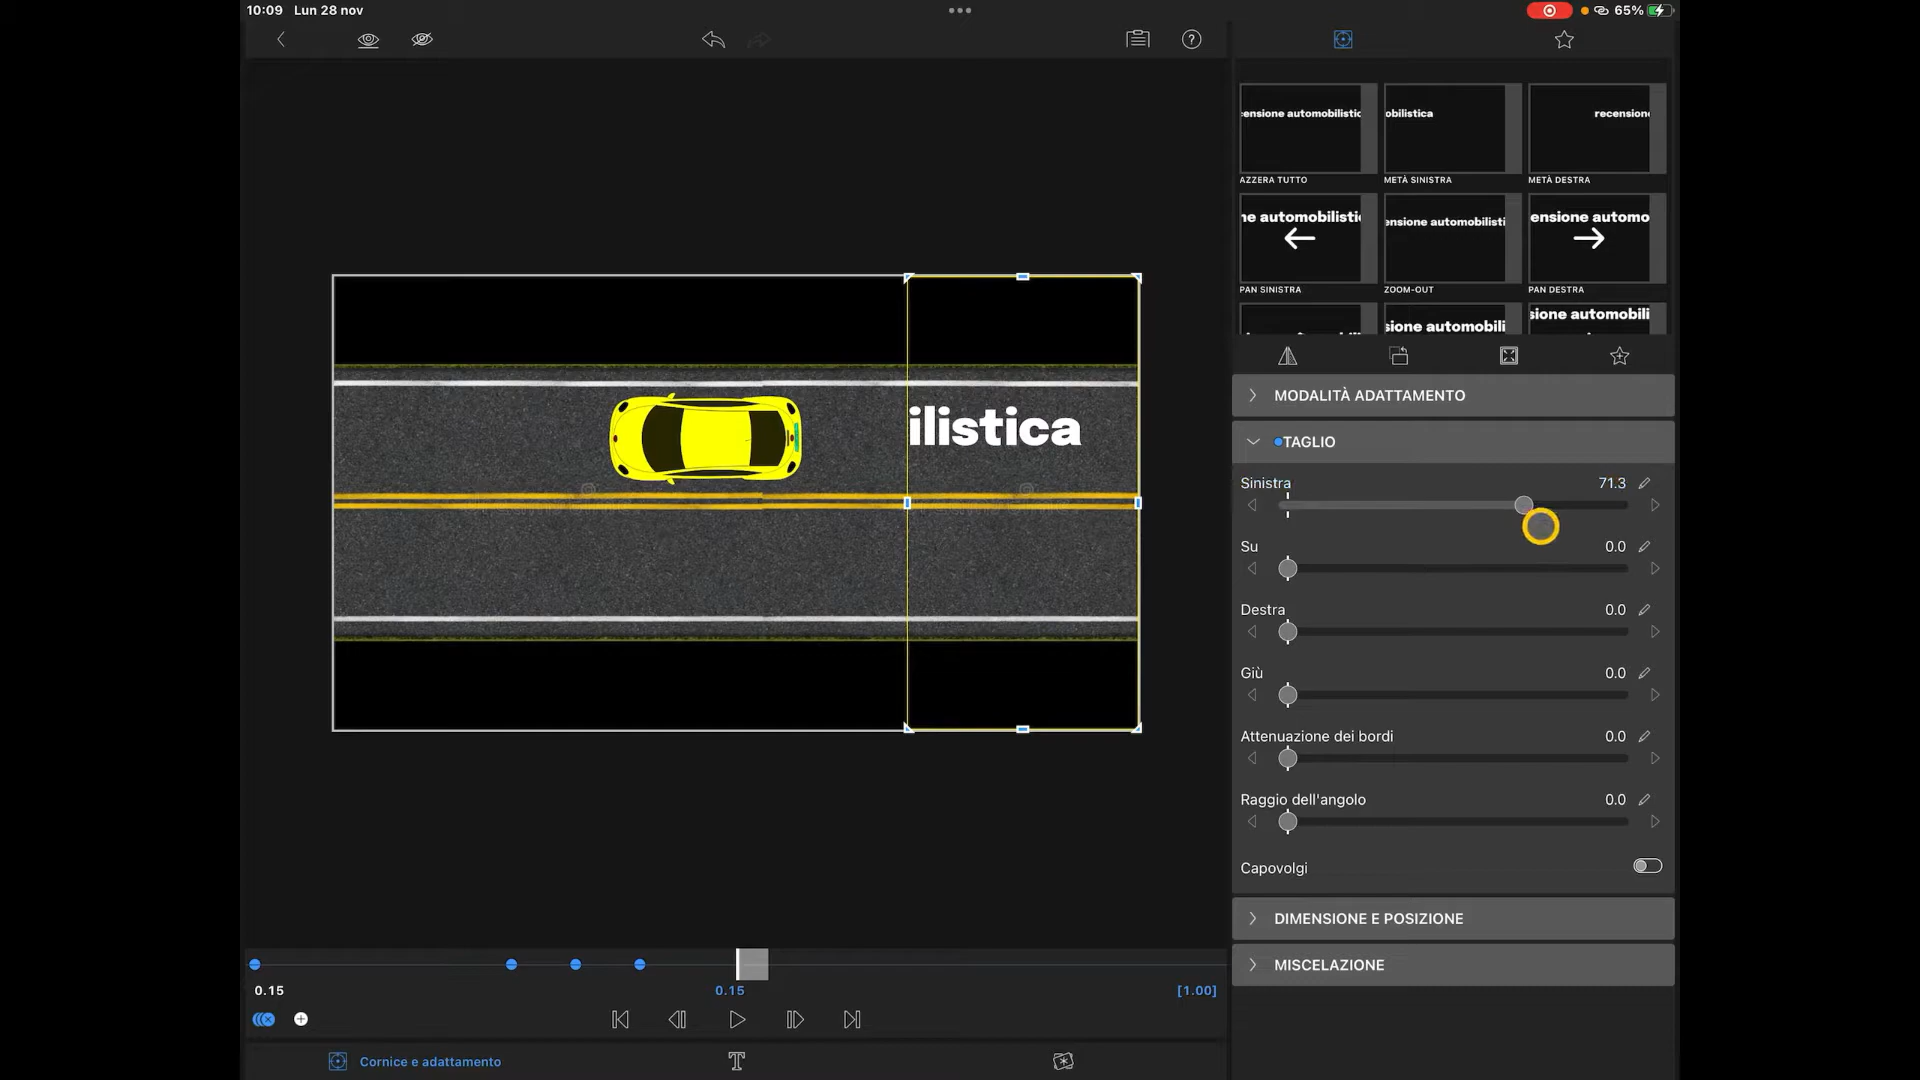 10:09 Lun 28 nov
65%
censione automobilistic
obilistica
recension
AZZERA TUTTO
METÀ SINISTRA
METÀ DESTRA
ne automobilistic
ensione automobilisti
ensione automo
PAN SINISTRA
ZOOM-OUT
PAN DESTRA
sione automobili
sione automobili
MODALITÀ ADATTAMENTO
TAGLIO
ilistica
Sinistra 71.3
Su 0.0
Destra 0.0
Giù 0.0
Attenuazione dei bordi 0.0
Raggio dell'angolo 0.0
Capovolgi
DIMENSIONE E POSIZIONE
MISCELAZIONE
0.15
0.15
[1.00]
Cornice e adattamento